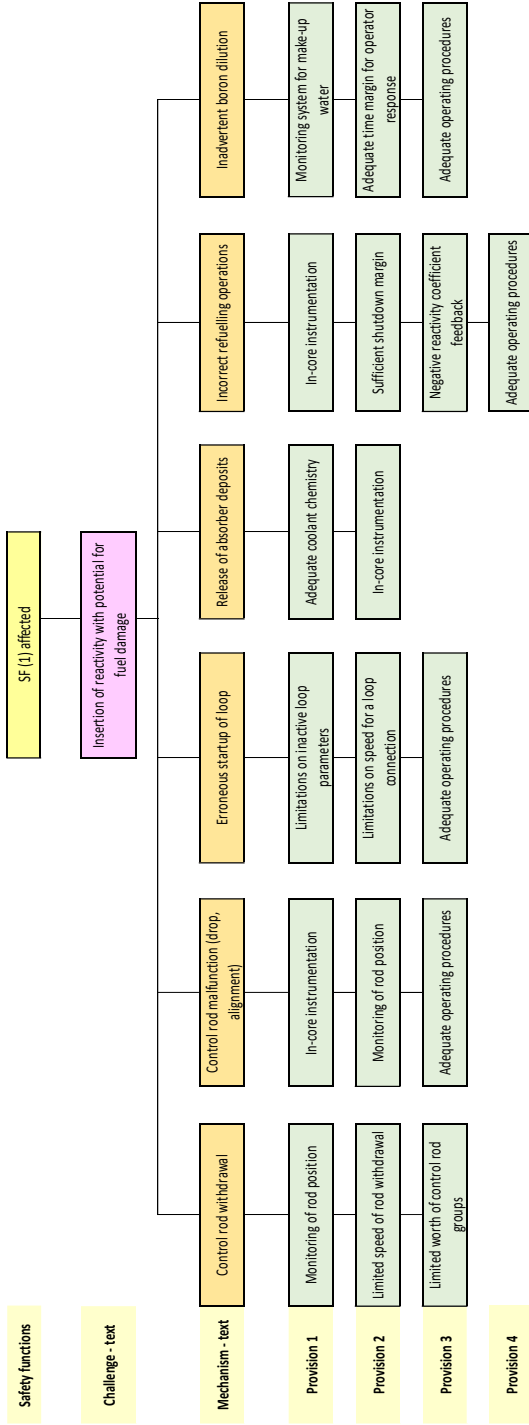 Safety functions
SF (1) affected
Challenge - text
Insertion of reactivity with potential for
fuel damage
Mechanism - text
Control rod withdrawal
Control rod malfunction (drop,
alignment)
Erroneous startup of loop
Release of absorber deposits
Incorrect refuelling operations
Inadvertent boron dilution
Provision 1
Monitoring of rod position
In-core instrumentation
Limitations on inactive loop
parameters
Adequate coolant chemistry
In-core instrumentation
Monitoring system for make-up
water
Provision 2
Limited speed of rod withdrawal
Monitoring of rod position
Limitations on speed for a loop
connection
In-core instrumentation
Sufficient shutdown margin
Adequate time margin for operator
response
Provision 3
Limited worth of control rod
groups
Adequate operating procedures
Adequate operating procedures
Negative reactivity coefficient
feedback
Adequate operating procedures
Provision 4
Adequate operating procedures